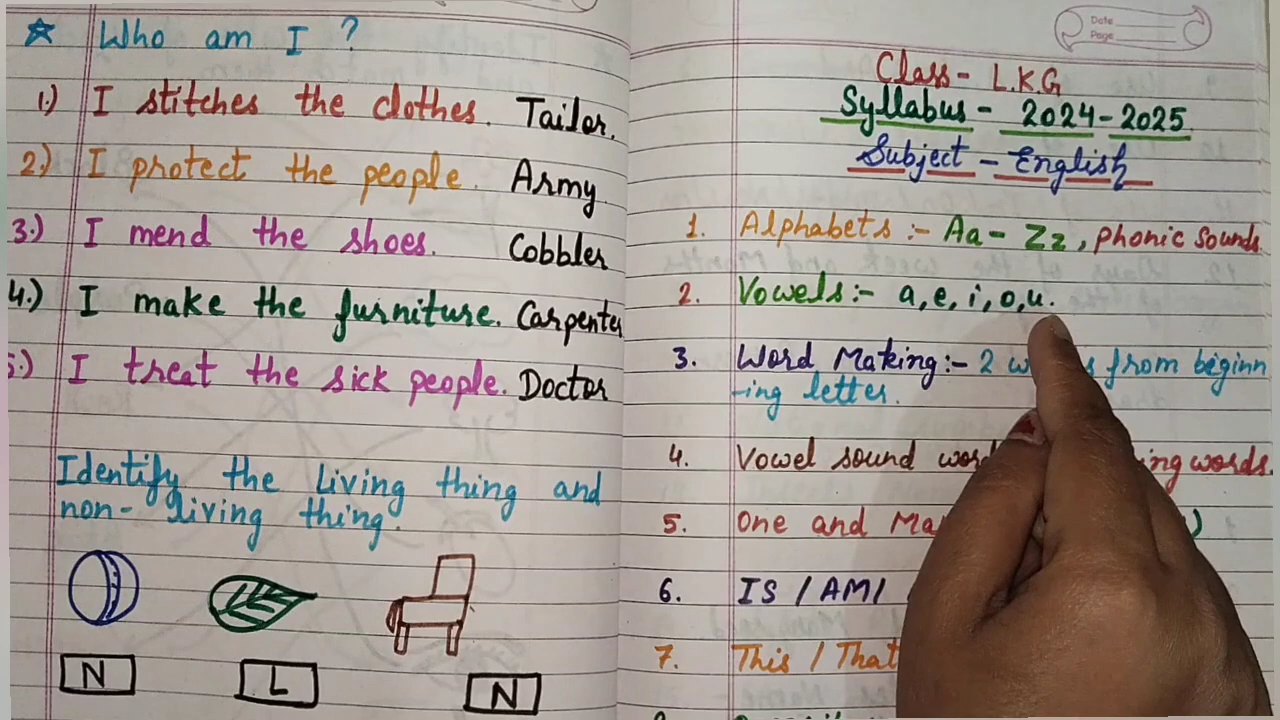 ☆ Who am I ?
1.) I stitches the clothes. Tailor.
2.) I protect the people. Army
3.) I mend the shoes. Cobbler
4.) I make the furniture. Carpenter
5.) I treat the sick people. Doctor
Identify the living thing and
non-living thing.
N L N
Date
Page
Class- L.K.G
Syllabus - 2024-2025
Subject - English
1. Alphabets :- Aa- Zz, phonic sounds
2. Vowels:- a, e, i, o, u.
3. Word Making:- 2 from beginn
-ing letter.
4. Vowel sound words.
5. One and
6. IS / AM/
7. This / That